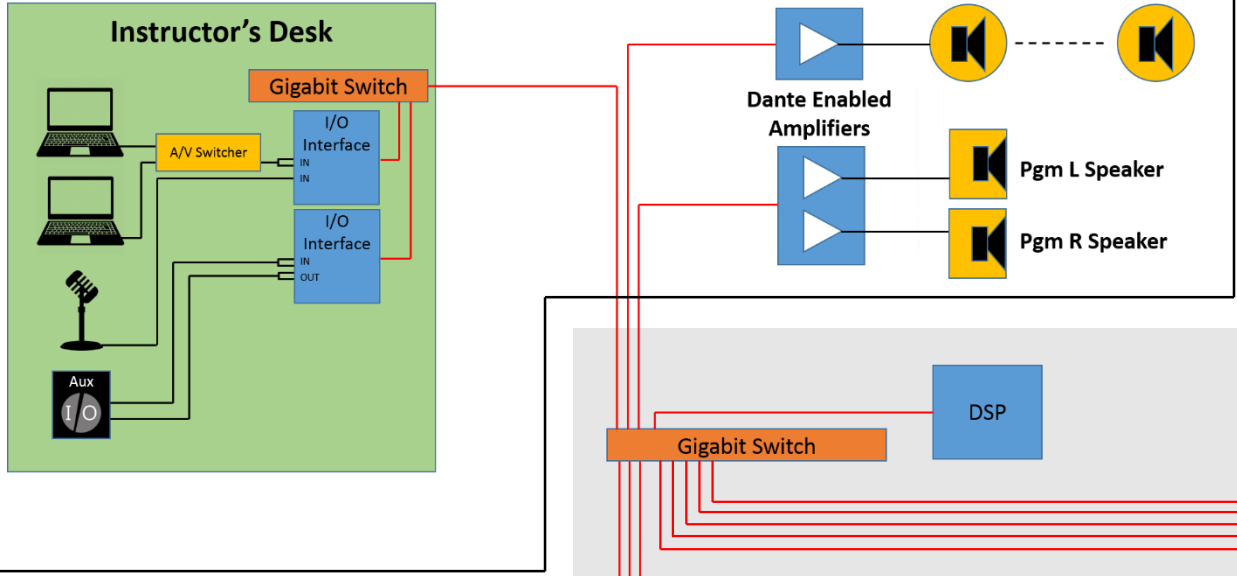 Instructor's Desk
Gigabit Switch
I/O
Interface
IN
IN
A/V Switcher
I/O
Interface
IN
OUT
Aux
I/O
Dante Enabled
Amplifiers
Pgm L Speaker
Pgm R Speaker
DSP
Gigabit Switch